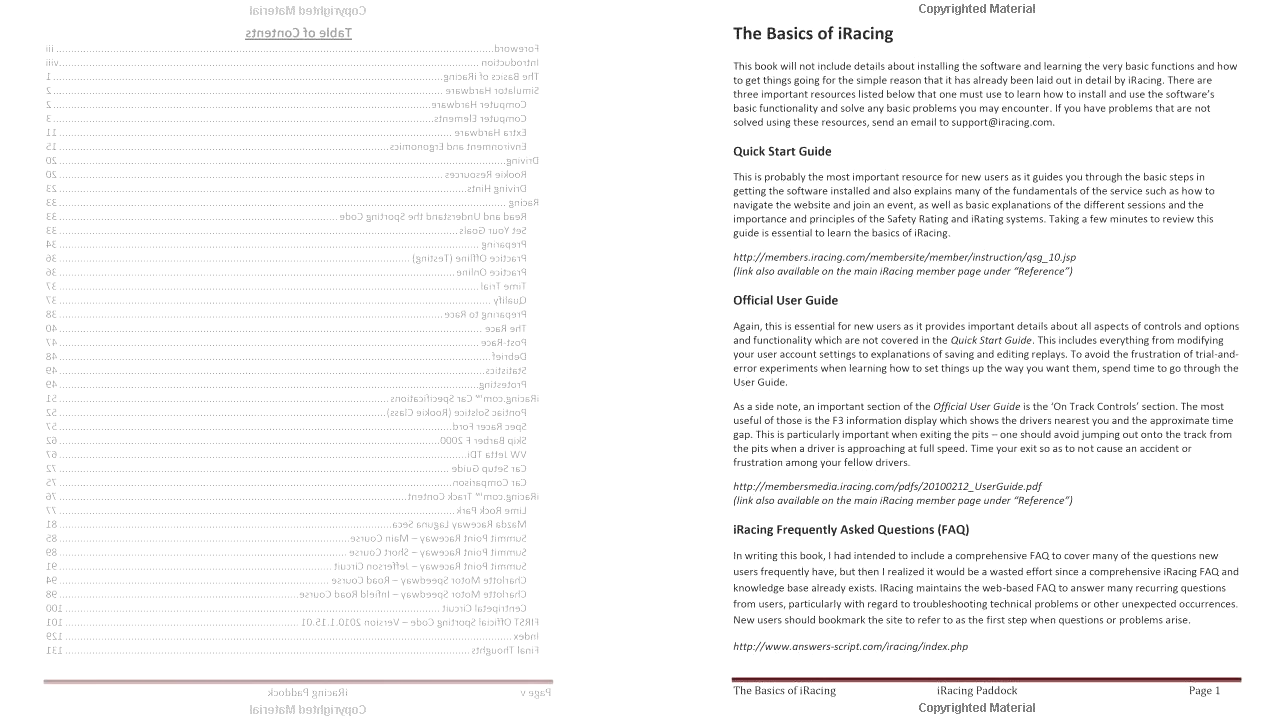 Copyrighted Material
Table of Contents
Foreword iii
Introduction viii
The Basics of iRacing 1
Simulator Hardware 2
Computer Hardware 2
Computer Elements 3
Extra Hardware 11
Environment and Ergonomics 15
Driving 20
Rookie Resources 20
Driving Hints 23
Racing 33
Read and Understand the Sporting Code 33
Set Your Goals 33
Preparing 34
Practice Offline (Testing) 36
Practice Online 36
Time Trial 37
Qualify 37
Preparing to Race 38
The Race 40
Post-Race 47
Debrief 48
Statistics 49
Protesting 49
iRacing.com™ Car Specifications 51
Pontiac Solstice (Rookie Class) 52
Spec Racer Ford 57
Skip Barber F 2000 62
VW Jetta TDi 67
Car Setup Guide 72
Car Comparison 75
iRacing.com™ Track Content 76
Lime Rock Park 77
Mazda Raceway Laguna Seca 81
Summit Point Raceway – Main Course 85
Summit Point Raceway – Short Course 89
Summit Point Raceway – Jefferson Circuit 91
Charlotte Motor Speedway – Road Course 94
Charlotte Motor Speedway – Infield Road Course 98
Centripetal Circuit 100
FIRST Official Sporting Code – Version 2010.1.15.01 101
Index 129
Final Thoughts 131
Page v iRacing Paddock
Copyrighted Material
Copyrighted Material
The Basics of iRacing
This book will not include details about installing the software and learning the very basic functions and how
to get things going for the simple reason that it has already been laid out in detail by iRacing. There are
three important resources listed below that one must use to learn how to install and use the software's
basic functionality and solve any basic problems you may encounter. If you have problems that are not
solved using these resources, send an email to support@iracing.com.
Quick Start Guide
This is probably the most important resource for new users as it guides you through the basic steps in
getting the software installed and also explains many of the fundamentals of the service such as how to
navigate the website and join an event, as well as basic explanations of the different sessions and the
importance and principles of the Safety Rating and iRating systems. Taking a few minutes to review this
guide is essential to learn the basics of iRacing.
http://members.iracing.com/membersite/member/instruction/qsg_10.jsp
(link also available on the main iRacing member page under “Reference”)
Official User Guide
Again, this is essential for new users as it provides important details about all aspects of controls and options
and functionality which are not covered in the Quick Start Guide. This includes everything from modifying
your user account settings to explanations of saving and editing replays. To avoid the frustration of trial-and-
error experiments when learning how to set things up the way you want them, spend time to go through the
User Guide.
As a side note, an important section of the Official User Guide is the ‘On Track Controls’ section. The most
useful of those is the F3 information display which shows the drivers nearest you and the approximate time
gap. This is particularly important when exiting the pits – one should avoid jumping out onto the track from
the pits when a driver is approaching at full speed. Time your exit so as to not cause an accident or
frustration among your fellow drivers.
http://membersmedia.iracing.com/pdfs/20100212_UserGuide.pdf
(link also available on the main iRacing member page under “Reference”)
iRacing Frequently Asked Questions (FAQ)
In writing this book, I had intended to include a comprehensive FAQ to cover many of the questions new
users frequently have, but then I realized it would be a wasted effort since a comprehensive iRacing FAQ and
knowledge base already exists. IRacing maintains the web-based FAQ to answer many recurring questions
from users, particularly with regard to troubleshooting technical problems or other unexpected occurrences.
New users should bookmark the site to refer to as the first step when questions or problems arise.
http://www.answers-script.com/iracing/index.php
The Basics of iRacing iRacing Paddock Page 1
Copyrighted Material